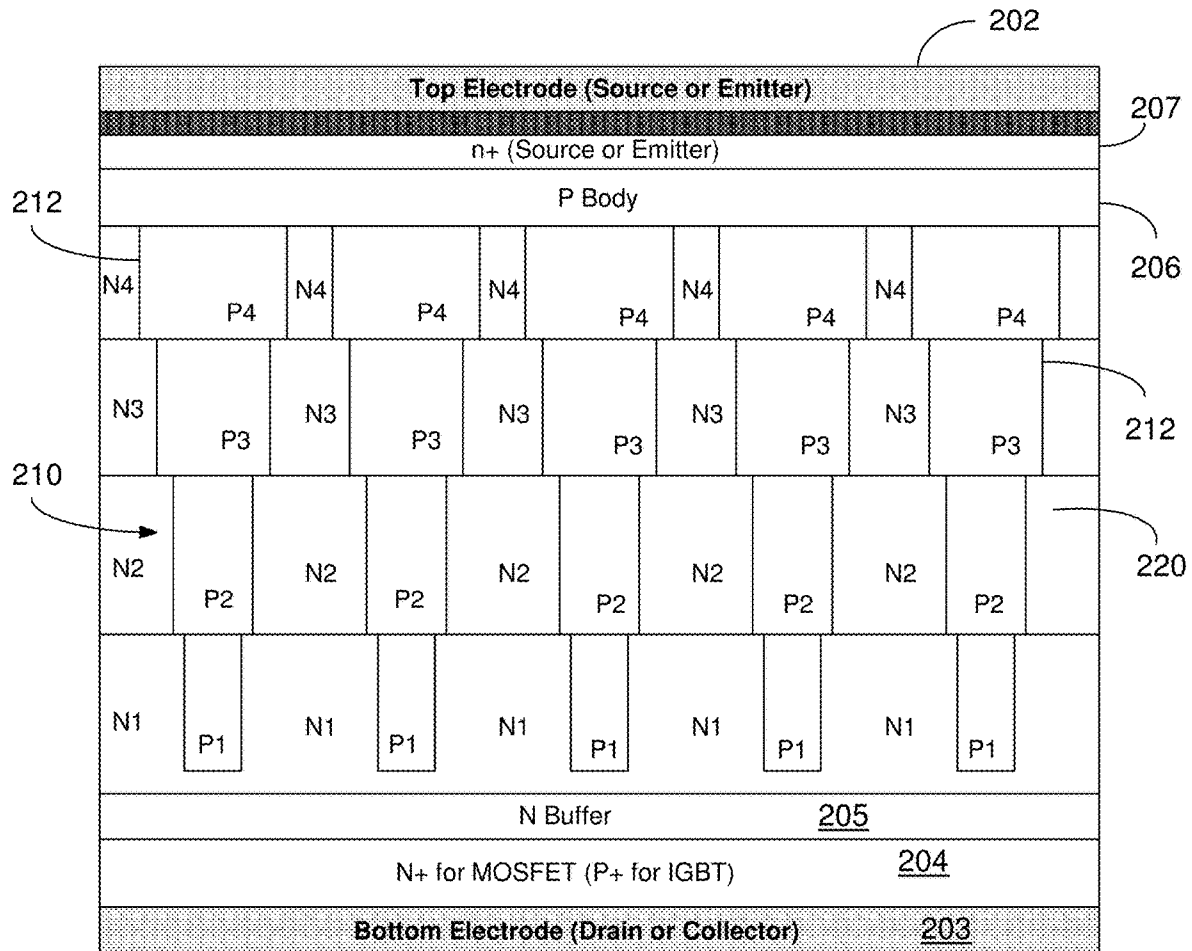 202
Top Electrode (Source or Emitter)
207
n+ (Source or Emitter)
P Body
212
206
N4 N4 N4 N4 N4
P4 P4 P4 P4 P4
N3 N3 N3 N3 N3
P3 P3 P3 P3 P3
212
210
N2 N2 N2 N2 N2
220
P2 P2 P2 P2 P2
N1 N1 N1 N1 N1
P1 P1 P1 P1 P1
N Buffer 205
N+ for MOSFET (P+ for IGBT) 204
Bottom Electrode (Drain or Collector) 203